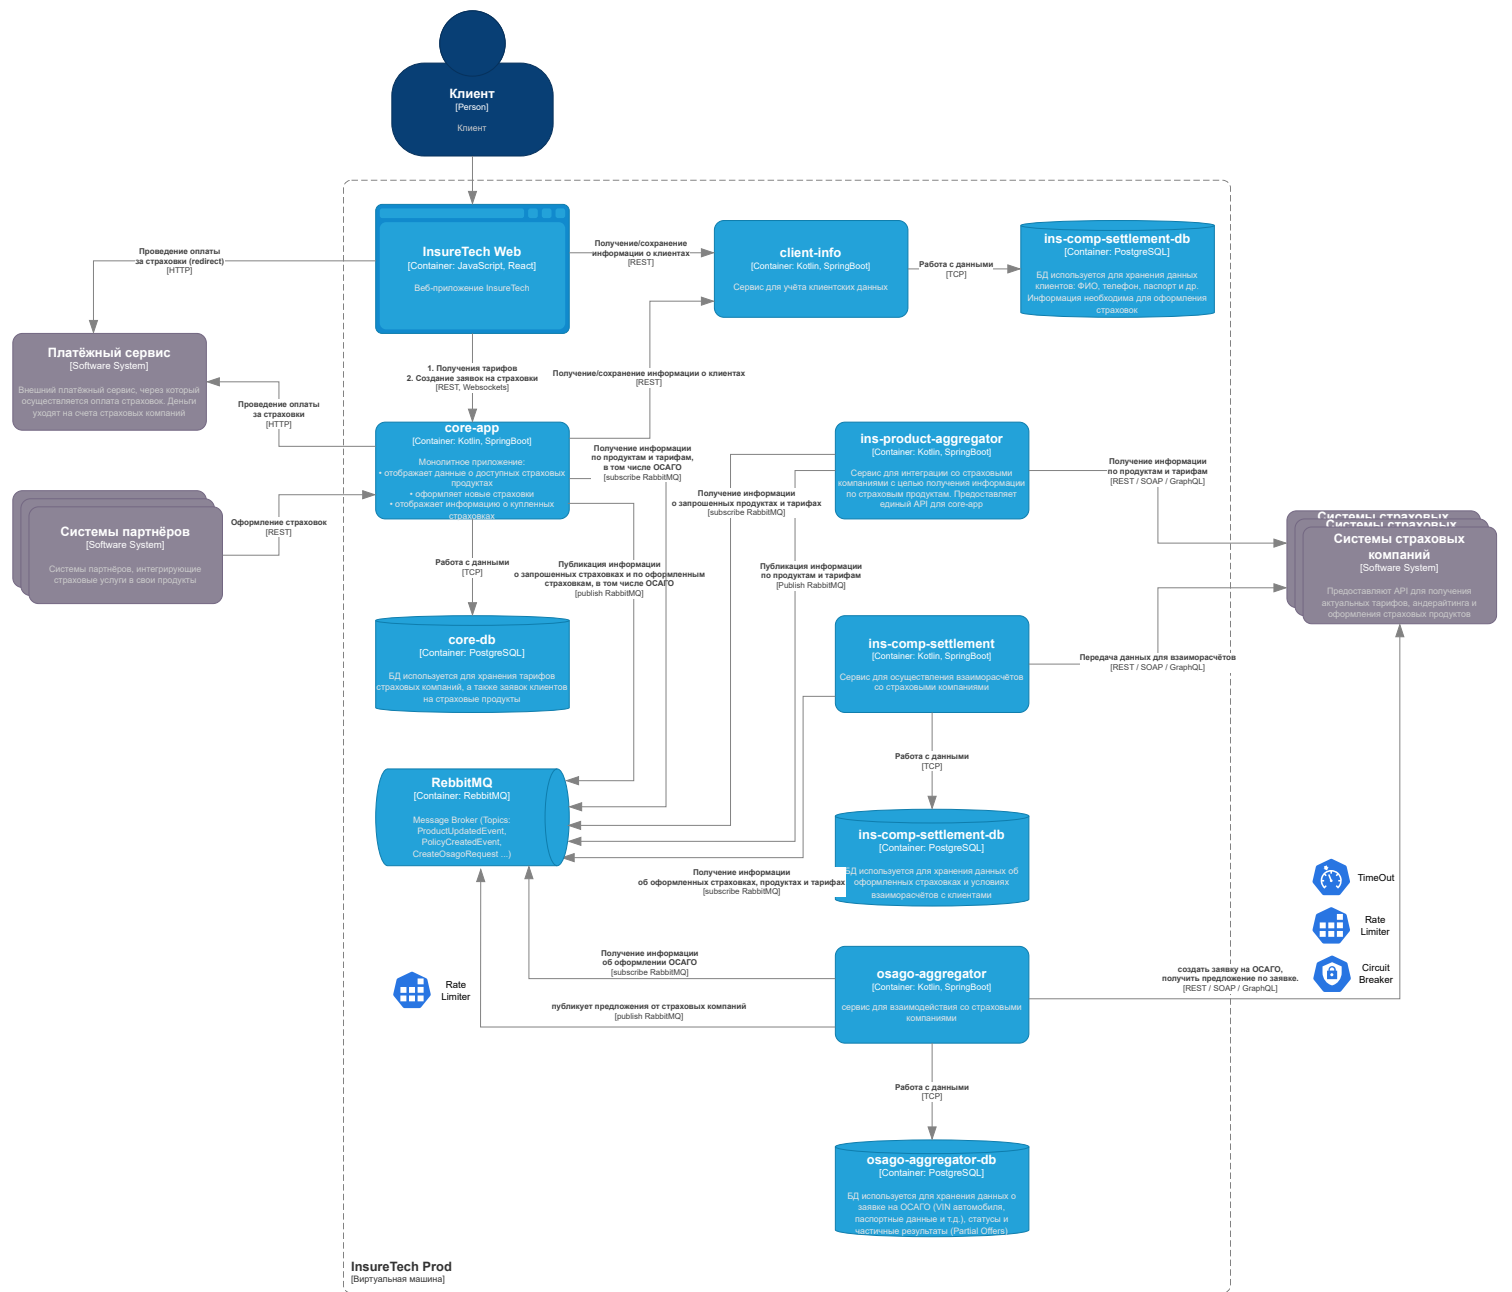 Клиент
[Person]
Клиент
InsureTech Web
[Container: JavaScript, React]
Веб-приложение InsureTech
Получение/сохранение
информации о клиентах
[REST]
client-info
[Container: Kotlin, SpringBoot]
Сервис для учёта клиентских данных
Работа с данными
[TCP]
ins-comp-settlement-db
[Container: PostgreSQL]
БД используется для хранения данных
клиентов: ФИО, телефон, паспорт и др.
Информация необходима для оформления
страховок
Проведение оплаты
за страховки (redirect)
[HTTP]
Платёжный сервис
[Software System]
Внешний платёжный сервис, через который
осуществляется оплата страховок. Деньги
уходят на счета страховых компаний
1. Получения тарифов
2. Создание заявок на страховки
[REST, Websockets]
Получение/сохранение информации о клиентах
[REST]
Проведение оплаты
за страховки
[HTTP]
core-app
[Container: Kotlin, SpringBoot]
Монолитное приложение:
• отображает данные о доступных страховых
продуктах
• оформляет новые страховки
• отображает информацию о купленных
страховках
Получение информации
по продуктам и тарифам,
в том числе ОСАГО
[subscribe RabbitMQ]
ins-product-aggregator
[Container: Kotlin, SpringBoot]
Сервис для интеграции со страховыми
компаниями с целью получения информации
по страховым продуктам. Предоставляет
единый API для core-app
Получение информации
по продуктам и тарифам
[REST / SOAP / GraphQL]
Получение информации
о запрошенных продуктах и тарифах
[subscribe RabbitMQ]
Системы партнёров
[Software System]
Системы партнёров, интегрирующие
страховые услуги в свои продукты
Оформление страховок
[REST]
Системы страховых
Системы страховых
Системы страховых
компаний
[Software System]
Предоставляют API для получения
актуальных тарифов, андерайтинга и
оформления страховых продуктов
Работа с данными
[TCP]
Публикация информации
о запрошенных страховках и по оформленным
страховкам, в том числе ОСАГО
[publish RabbitMQ]
Публикация информации
по продуктам и тарифам
[Publish RabbitMQ]
core-db
[Container: PostgreSQL]
БД используется для хранения тарифов
страховых компаний, а также заявок клиентов
на страховые продукты
ins-comp-settlement
[Container: Kotlin, SpringBoot]
Сервис для осуществления взаиморасчётов
со страховыми компаниями
Передача данных для взаиморасчётов
[REST / SOAP / GraphQL]
Работа с данными
[TCP]
RebbitMQ
[Container: RebbitMQ]
Message Broker (Topics:
ProductUpdatedEvent,
PolicyCreatedEvent,
CreateOsagoRequest ...)
ins-comp-settlement-db
[Container: PostgreSQL]
БД используется для хранения данных об
оформленных страховках и условиях
взаиморасчётов с клиентами
Получение информации
об оформленных страховках, продуктах и тарифах
[subscribe RabbitMQ]
TimeOut
Rate
Limiter
Circuit
Breaker
Получение информации
об оформлении ОСАГО
[subscribe RabbitMQ]
osago-aggregator
[Container: Kotlin, SpringBoot]
сервис для взаимодействия со страховыми
компаниями
создать заявку на ОСАГО,
получить предложение по заявке.
[REST / SOAP / GraphQL]
Rate
Limiter
публикует предложения от страховых компаний
[publish RabbitMQ]
Работа с данными
[TCP]
osago-aggregator-db
[Container: PostgreSQL]
БД используется для хранения данных о
заявке на ОСАГО (VIN автомобиля,
паспортные данные и т.д.), статусы и
частичные результаты (Partial Offers)
InsureTech Prod
[Виртуальная машина]